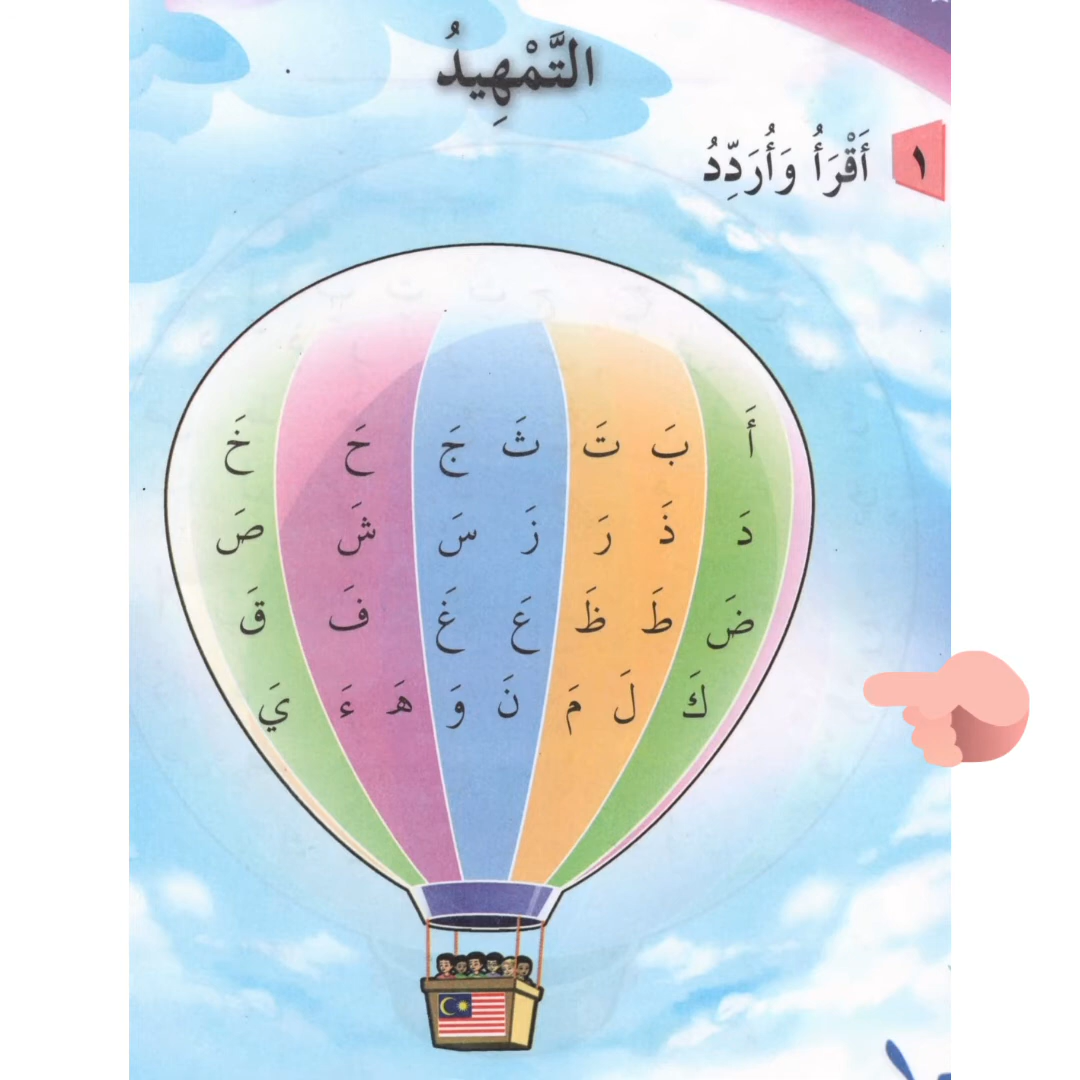 التَّمْهِيدُ
١ أَقْرَأُ وَأُرَدِّدُ
أَ بَ تَ ثَ جَ حَ خَ
دَ ذَ رَ زَ سَ شَ صَ
ضَ طَ ظَ عَ غَ فَ قَ
كَ لَ مَ نَ وَ هَ ءَ يَ